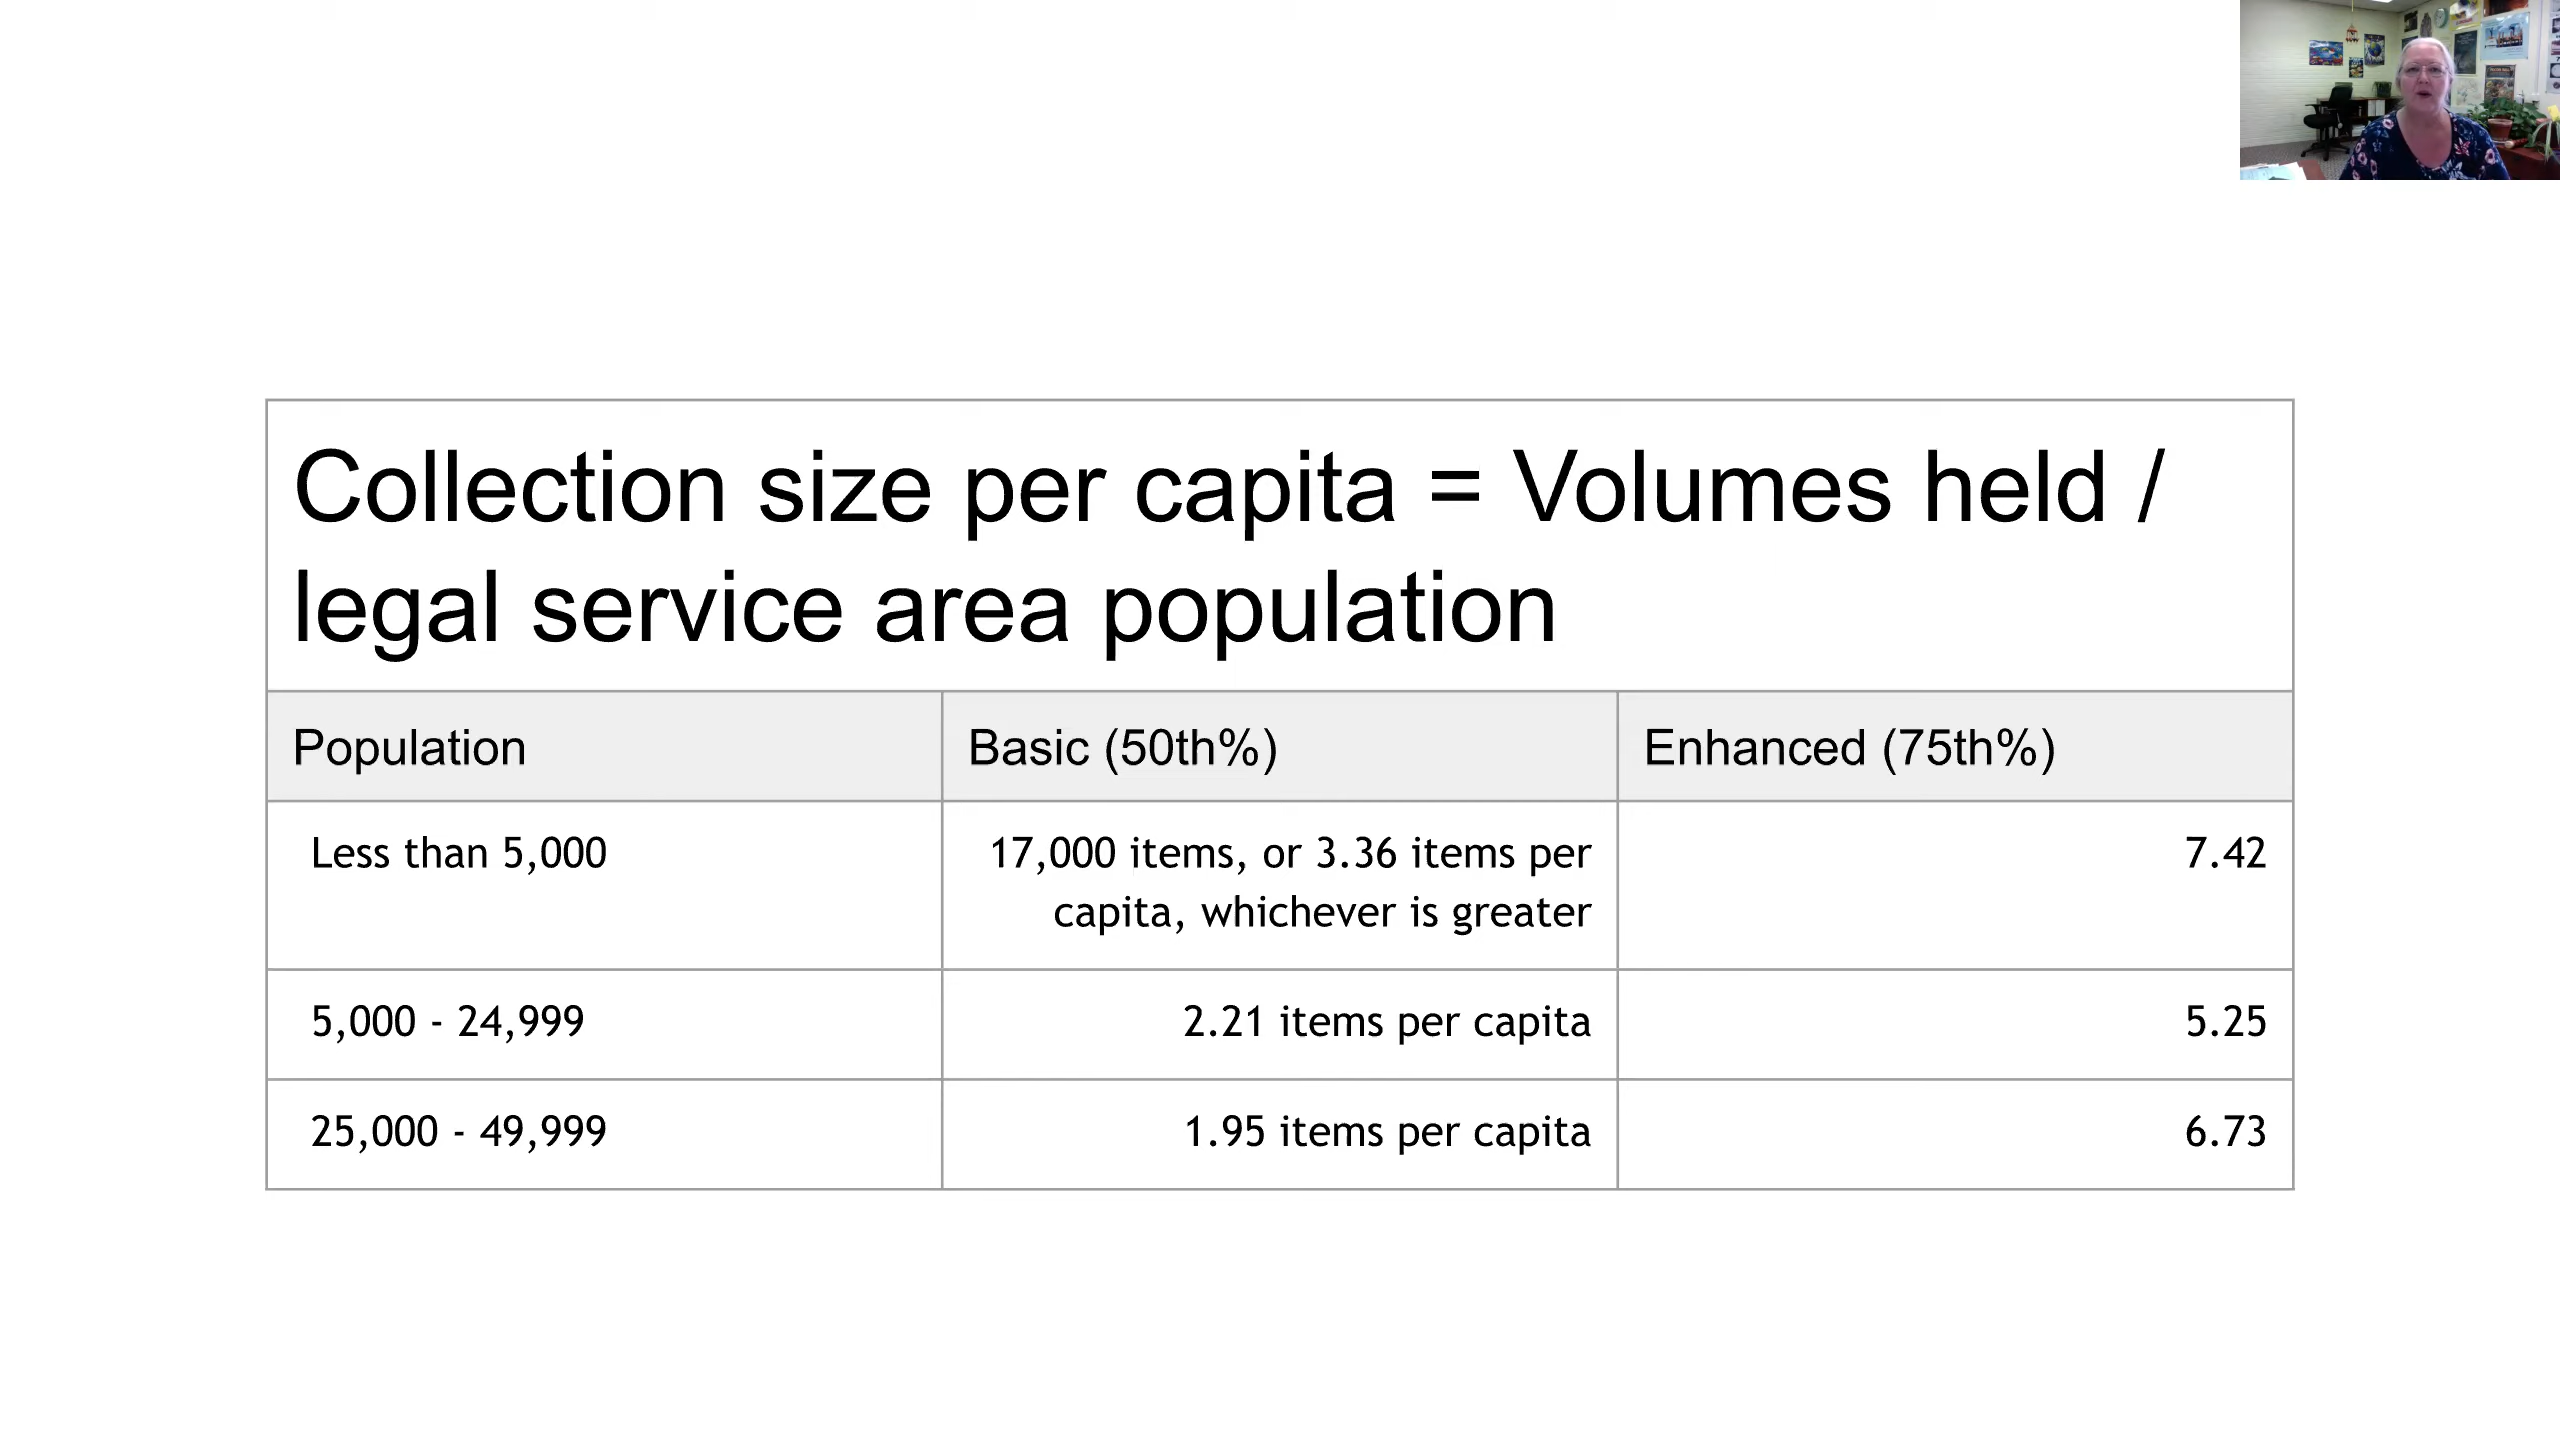 Collection size per capita = Volumes held /
legal service area population
Population
Basic (50th%)
Enhanced (75th%)
Less than 5,000
17,000 items, or 3.36 items per
capita, whichever is greater
7.42
5,000 - 24,999
2.21 items per capita
5.25
25,000 - 49,999
1.95 items per capita
6.73